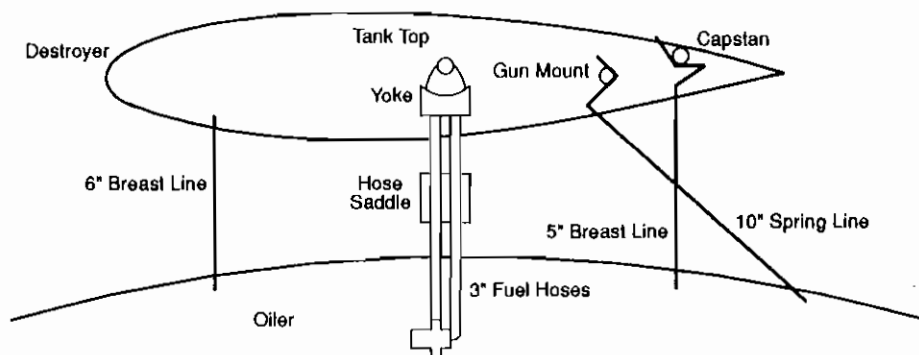 Destroyer
Tank Top
Capstan
Gun Mount
Yoke
6" Breast Line
Hose
Saddle
5" Breast Line
10" Spring Line
3" Fuel Hoses
Oiler